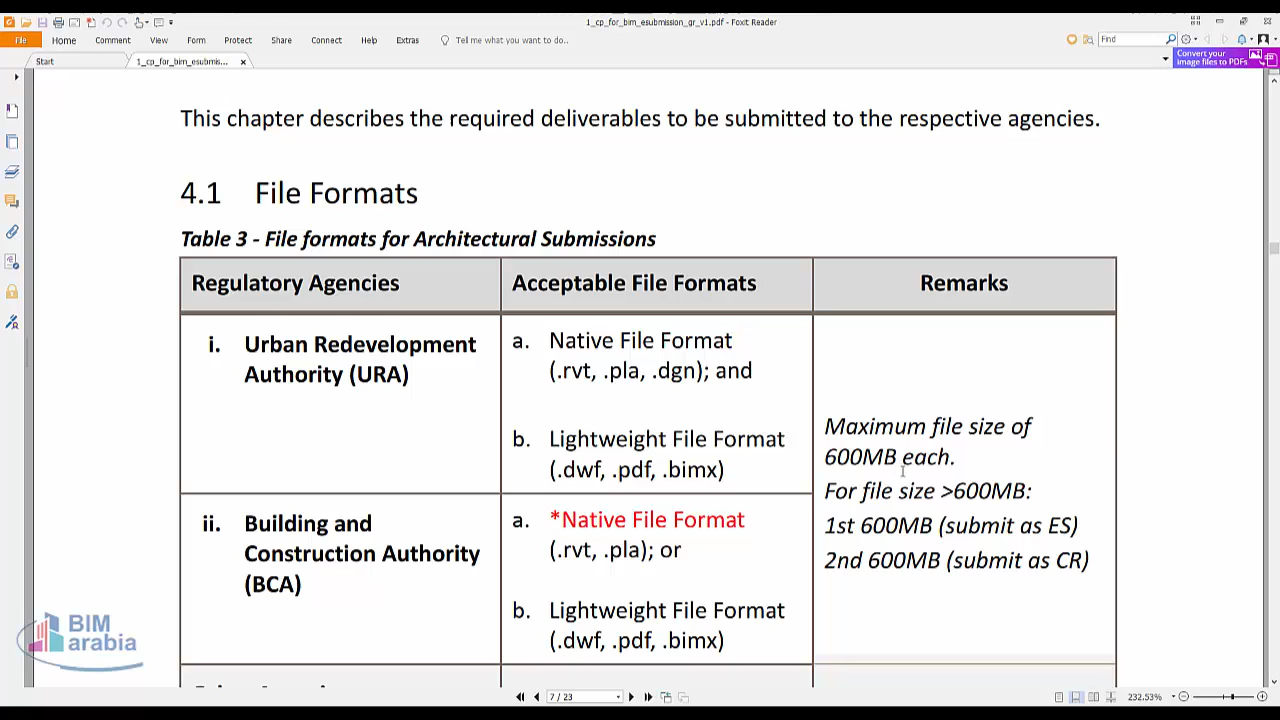 1_cp_for_bim_esubmission_qr_v1.pdf - Foxit Reader
File Home Comment View Form Protect Share Connect Help Extras Tell me what you want to do.. Find
Start 1_cp_for_bim_esubmis...
Convert your
image files to PDFs
This chapter describes the required deliverables to be submitted to the respective agencies.
4.1 File Formats
Table 3 - File formats for Architectural Submissions
Regulatory Agencies Acceptable File Formats Remarks
i. Urban Redevelopment
Authority (URA)
a. Native File Format
(.rvt, .pla, .dgn); and
b. Lightweight File Format
(.dwf, .pdf, .bimx)
Maximum file size of
600MB each.
For file size >600MB:
1st 600MB (submit as ES)
2nd 600MB (submit as CR)
ii. Building and
Construction Authority
(BCA)
a. *Native File Format
(.rvt, .pla); or
b. Lightweight File Format
(.dwf, .pdf, .bimx)
BIM
arabia
7 / 23
232.53%